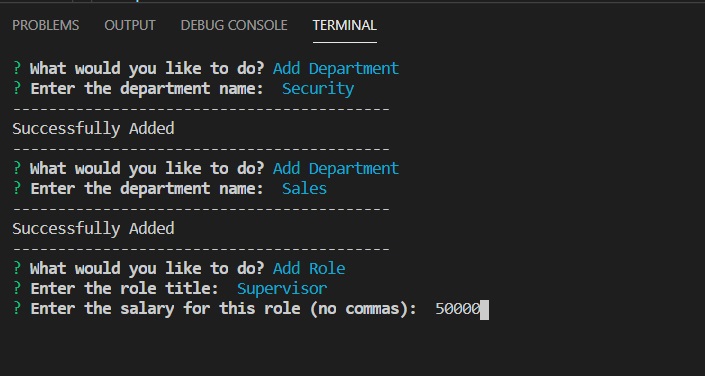 PROBLEMS OUTPUT DEBUG CONSOLE TERMINAL
? What would you like to do? Add Department
? Enter the department name:  Security
------------------------------------------
Successfully Added
------------------------------------------
? What would you like to do? Add Department
? Enter the department name:  Sales
------------------------------------------
Successfully Added
------------------------------------------
? What would you like to do? Add Role
? Enter the role title:  Supervisor
? Enter the salary for this role (no commas):  50000